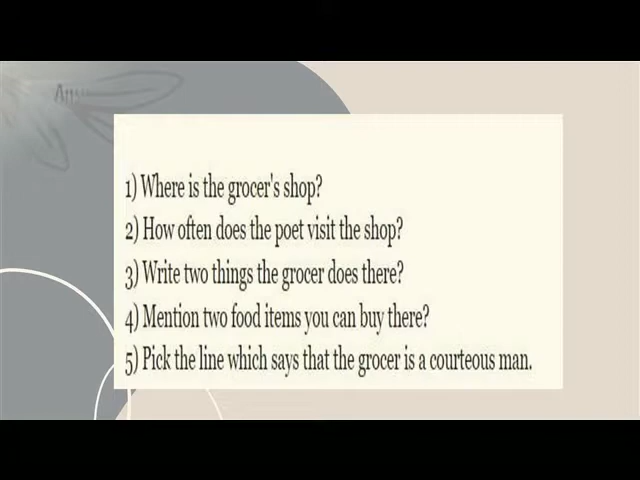 1) Where is the grocer's shop?
2) How often does the poet visit the shop?
3) Write two things the grocer does there?
4) Mention two food items you can buy there?
5) Pick the line which says that the grocer is a courteous man.